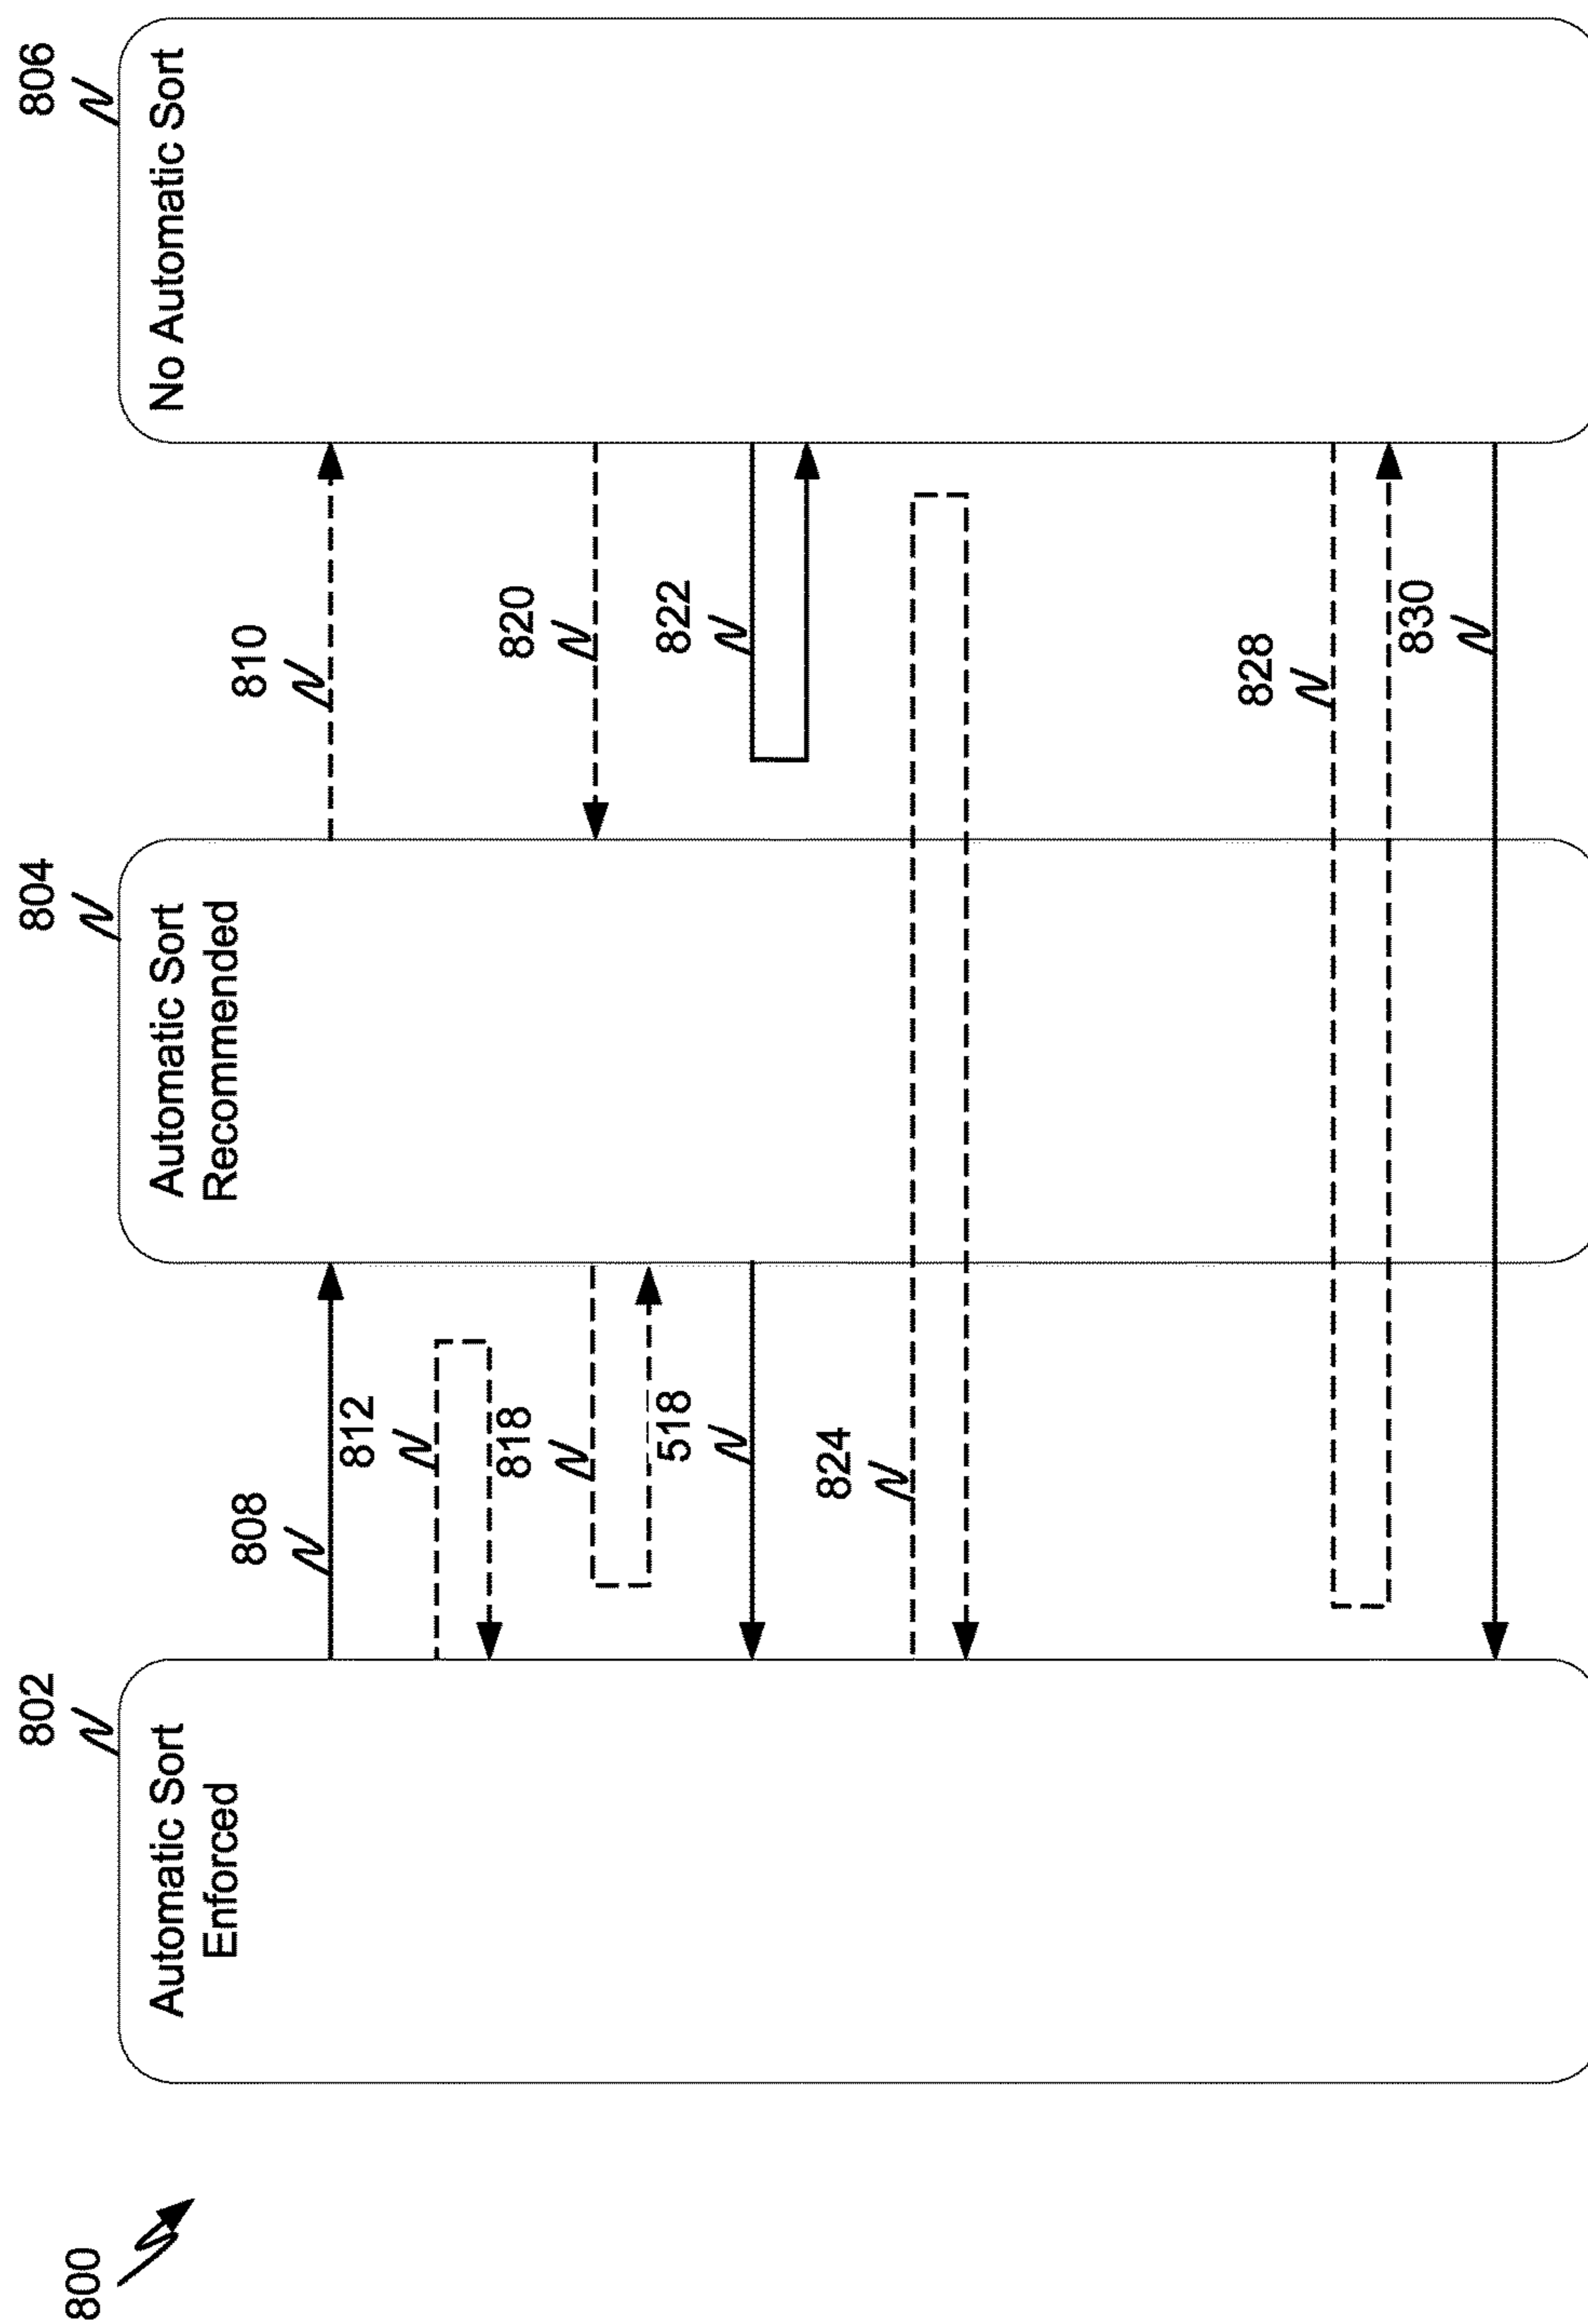 800
802
804
806
Automatic Sort
Enforced
Automatic Sort
Recommended
No Automatic Sort
808
810
812
818
820
518
822
824
828
830